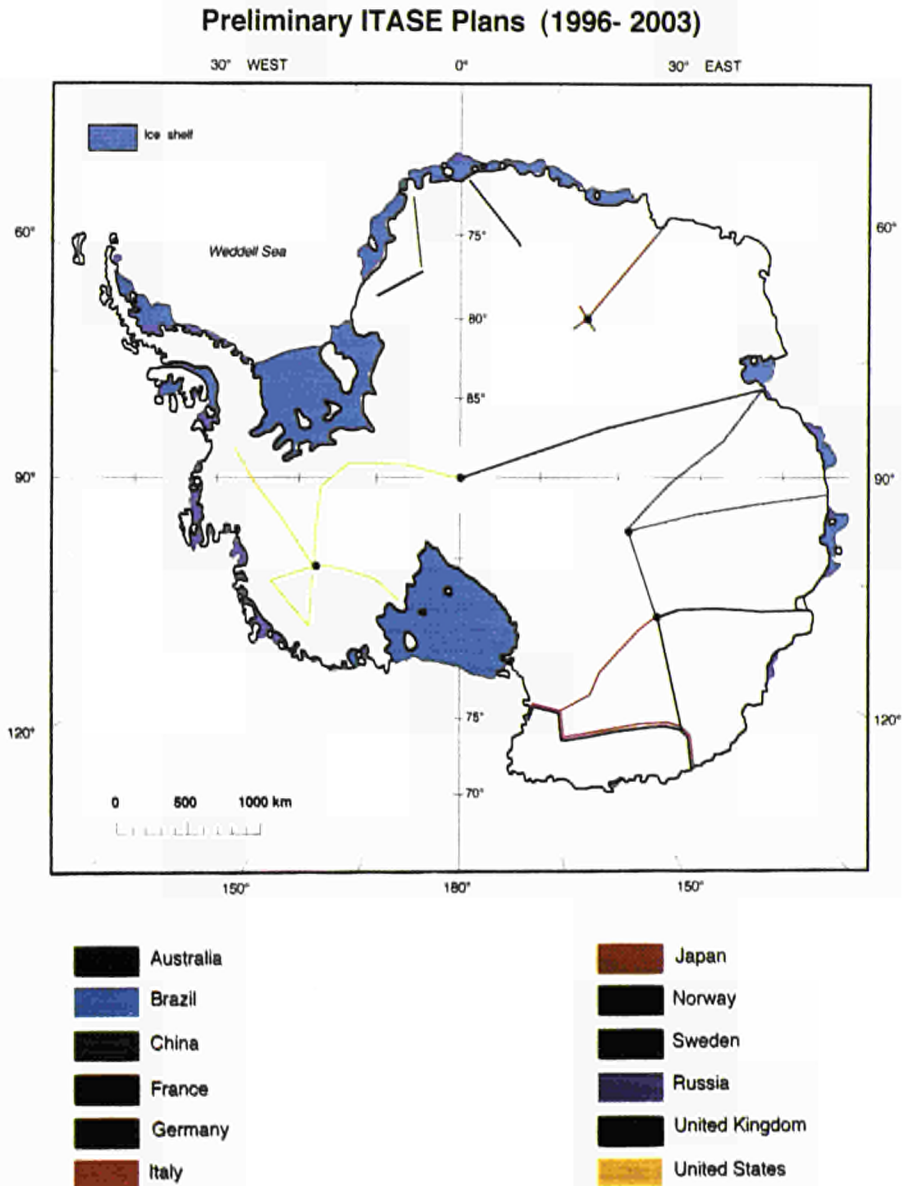 Preliminary ITASE Plans (1996- 2003)
30° WEST 0° 30° EAST
Ice shelf
60° 60°
Weddell Sea
75°
80°
85°
90° 90°
75°
120° 120°
70°
0 500 1000 km
150° 180° 150°
Australia
Brazil
China
France
Germany
Italy
Japan
Norway
Sweden
Russia
United Kingdom
United States